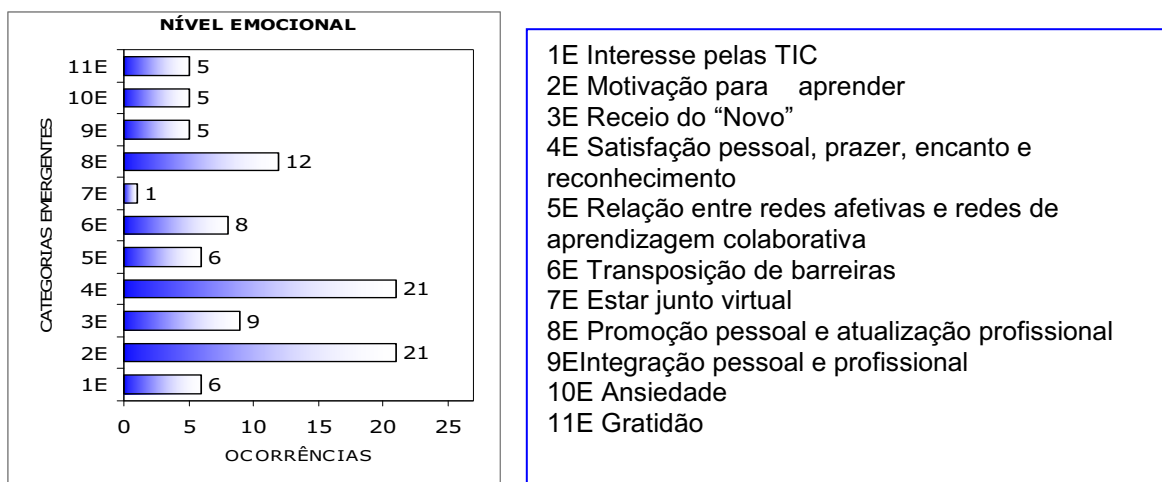 NÍVEL EMOCIONAL
11E 5
10E 5
9E 5
8E 12
7E 1
6E 8
5E 6
4E 21
3E 9
2E 21
1E 6
0 5 10 15 20 25
OCORRÊNCIAS
CATEGORIAS EMERGENTES
1E Interesse pelas TIC
2E Motivação para aprender
3E Receio do “Novo”
4E Satisfação pessoal, prazer, encanto e
reconhecimento
5E Relação entre redes afetivas e redes de
aprendizagem colaborativa
6E Transposição de barreiras
7E Estar junto virtual
8E Promoção pessoal e atualização profissional
9EIntegração pessoal e profissional
10E Ansiedade
11E Gratidão